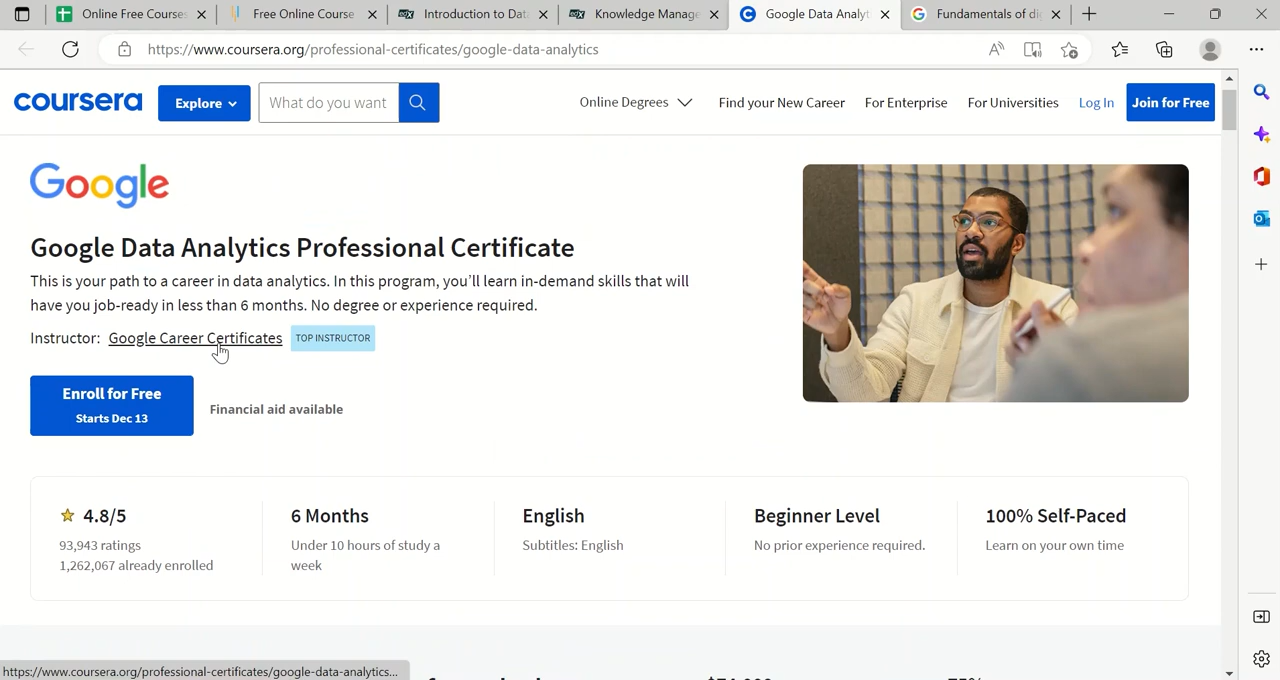 Online Free Courses
Free Online Course
Introduction to Dat
Knowledge Manage
Google Data Analyt
Fundamentals of di
https://www.coursera.org/professional-certificates/google-data-analytics
coursera
Explore
What do you want
Online Degrees
Find your New Career
For Enterprise
For Universities
Log In
Join for Free
Google
Google Data Analytics Professional Certificate
This is your path to a career in data analytics. In this program, you'll learn in-demand skills that will
have you job-ready in less than 6 months. No degree or experience required.
Instructor: Google Career Certificates TOP INSTRUCTOR
Enroll for Free
Starts Dec 13
Financial aid available
4.8/5
93,943 ratings
1,262,067 already enrolled
6 Months
Under 10 hours of study a
week
English
Subtitles: English
Beginner Level
No prior experience required.
100% Self-Paced
Learn on your own time
https://www.coursera.org/professional-certificates/google-data-analytics...